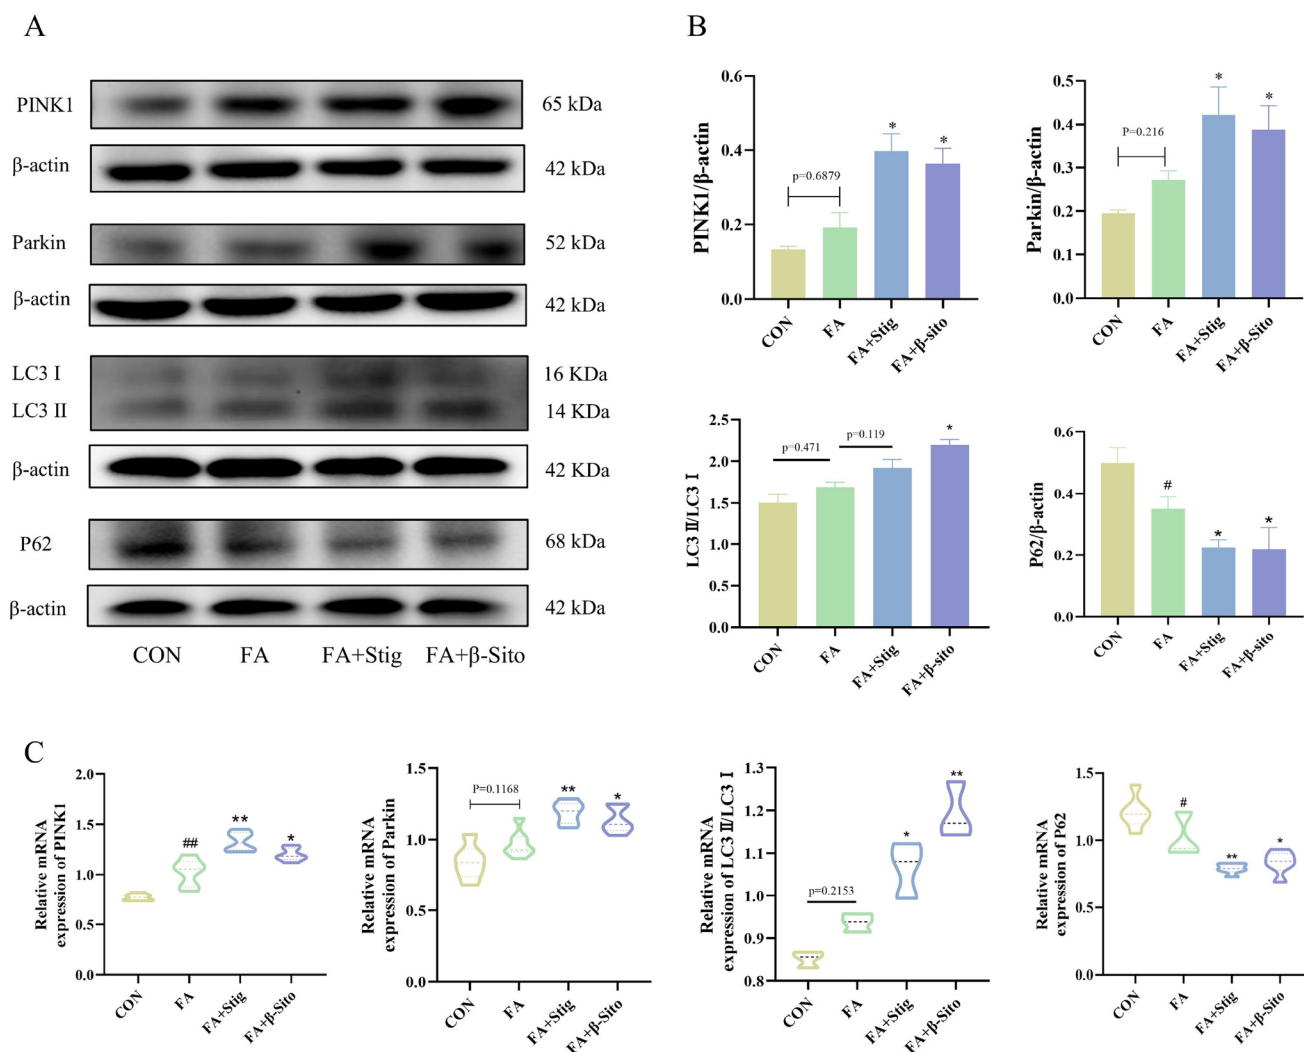 A
PINK1
65 kDa
β-actin
42 kDa
Parkin
52 kDa
β-actin
42 kDa
LC3 I
16 KDa
LC3 II
14 KDa
β-actin
42 KDa
P62
68 kDa
β-actin
42 kDa
CON FA FA+Stig FA+β-Sito
B
PINK1/β-actin
0.6
0.4
0.2
0.0
p=0.6879
*
*
CON FA FA+Stig FA+β-Sito
Parkin/β-actin
0.5
0.4
0.3
0.2
0.1
0.0
P=0.216
*
*
CON FA FA+Stig FA+β-Sito
LC3 II/LC3 I
2.5
2.0
1.5
1.0
0.5
0.0
p=0.471
p=0.119
*
CON FA FA+Stig FA+β-sito
P62/β-actin
0.6
0.4
0.2
0.0
#
*
*
CON FA FA+Stig FA+β-sito
C
Relative mRNA
expression of PINK1
2.0
1.5
1.0
0.5
0.0
##
**
*
CON FA FA+Stig FA+β-Sito
Relative mRNA
expression of Parkin
1.5
1.0
0.5
0.0
P=0.1168
**
*
CON FA FA+Stig FA+β-Sito
Relative mRNA
expression of LC3 II/LC3 I
1.3
1.2
1.1
1.0
0.9
0.8
p=0.2153
*
**
CON FA FA+Stig FA+β-Sito
Relative mRNA
expression of P62
1.5
1.0
0.5
0.0
#
**
*
CON FA FA+Stig FA+β-Sito